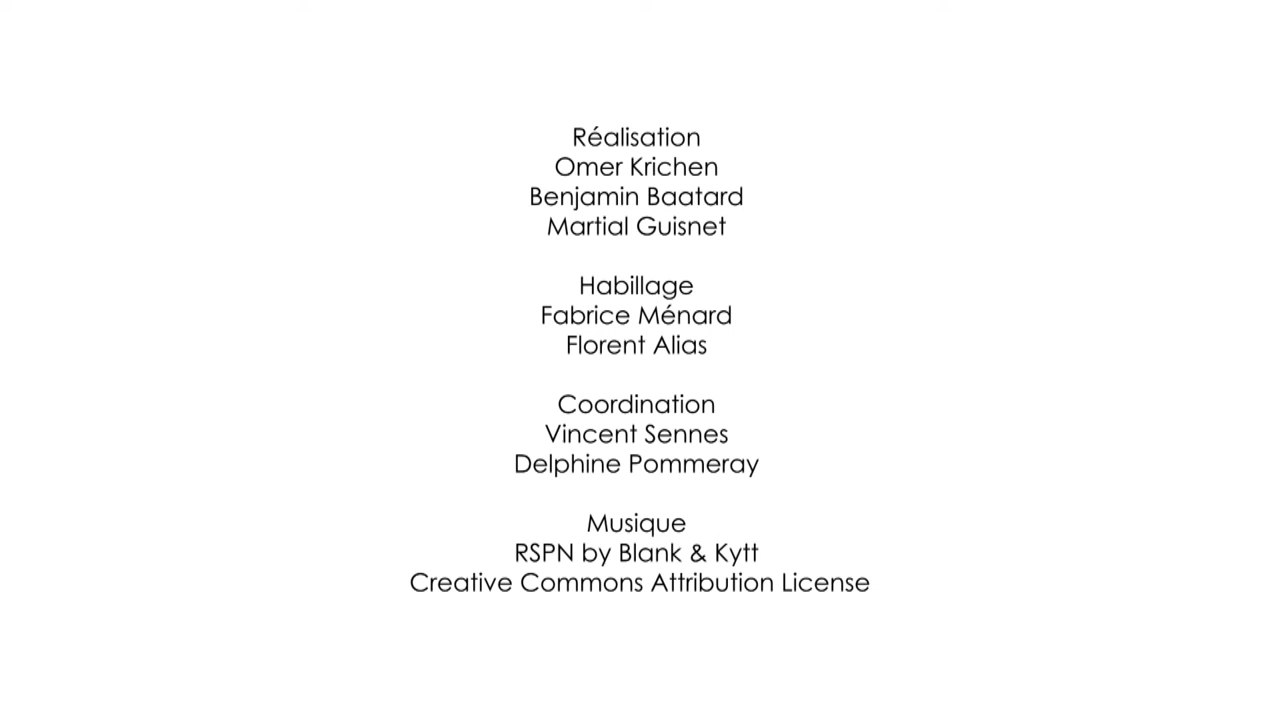 Réalisation
Omer Krichen
Benjamin Baatard
Martial Guisnet
Habillage
Fabrice Ménard
Florent Alias
Coordination
Vincent Sennes
Delphine Pommeray
Musique
RSPN by Blank & Kytt
Creative Commons Attribution License